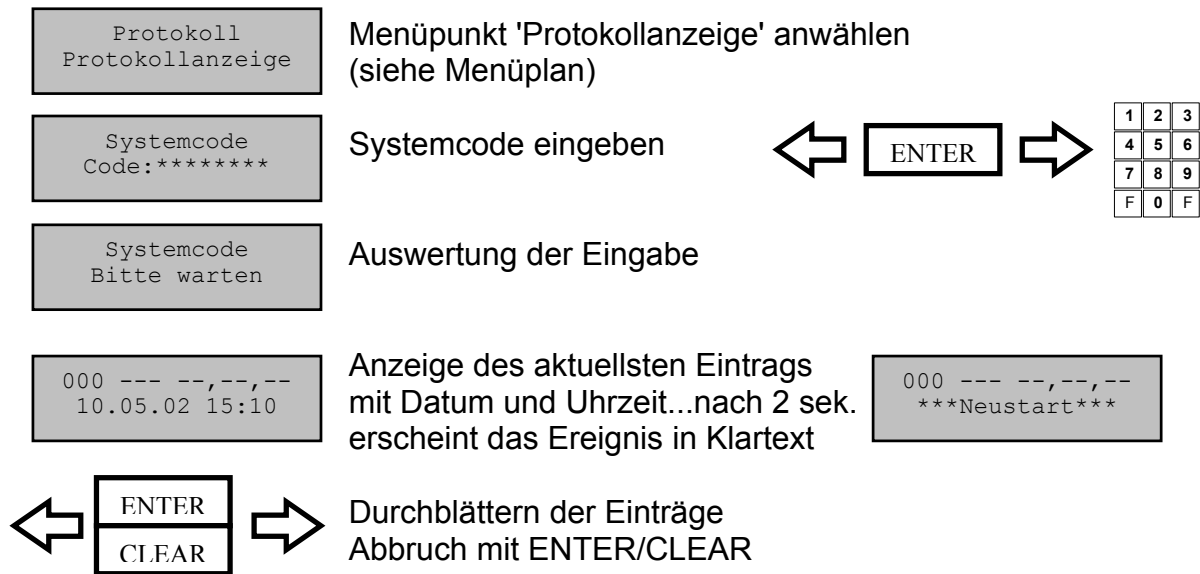 Protokoll
Protokollanzeige
Menüpunkt 'Protokollanzeige' anwählen
(siehe Menüplan)
Systemcode
Code:********
Systemcode eingeben
ENTER
1 2 3
4 5 6
7 8 9
F 0 F
Systemcode
Bitte warten
Auswertung der Eingabe
000 --- --,--,--
10.05.02 15:10
Anzeige des aktuellsten Eintrags
mit Datum und Uhrzeit...nach 2 sek.
erscheint das Ereignis in Klartext
000 --- --,--,--
***Neustart***
ENTER
CLEAR
Durchblättern der Einträge
Abbruch mit ENTER/CLEAR